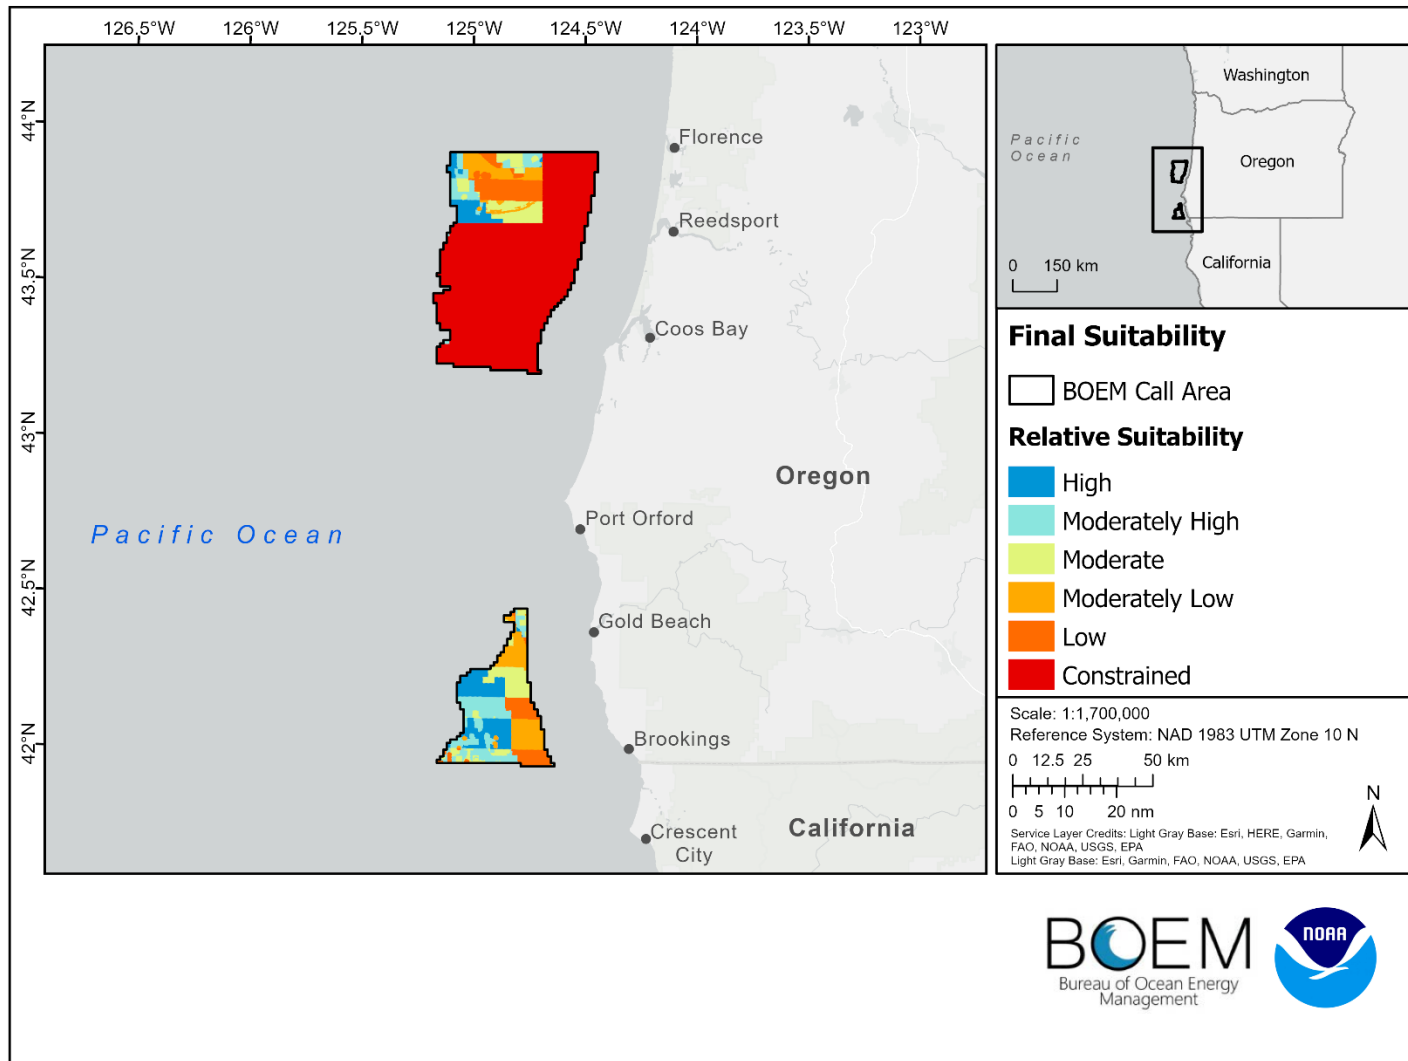 126.5°W 126°W 125.5°W 125°W 124.5°W 124°W 123.5°W 123°W
44°N
43.5°N
43°N
42.5°N
42°N
Florence
Reedsport
Coos Bay
Oregon
Port Orford
Pacific Ocean
Gold Beach
Brookings
California
Crescent
City
Washington
Pacific
Ocean
Oregon
California
0 150 km
Final Suitability
BOEM Call Area
Relative Suitability
High
Moderately High
Moderate
Moderately Low
Low
Constrained
Scale: 1:1,700,000
Reference System: NAD 1983 UTM Zone 10 N
0 12.5 25 50 km
0 5 10 20 nm
N
Service Layer Credits: Light Gray Base: Esri, HERE, Garmin,
FAO, NOAA, USGS, EPA
Light Gray Base: Esri, Garmin, FAO, NOAA, USGS, EPA
BOEM
Bureau of Ocean Energy
Management
NOAA